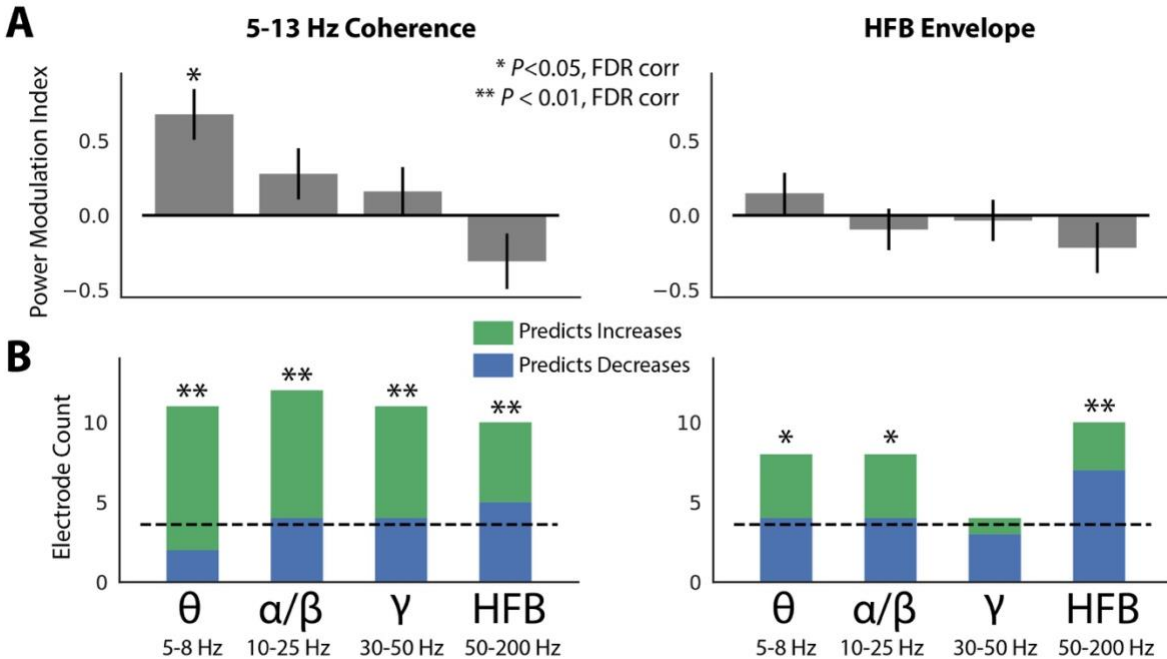 A
5-13 Hz Coherence
HFB Envelope
* P<0.05, FDR corr
** P < 0.01, FDR corr
Power Modulation Index
0.5
0.0
−0.5
*
0.5
0.0
−0.5
B
Predicts Increases
Predicts Decreases
Electrode Count
10
5
0
** ** ** **
10
5
0
* * **
θ α/β γ HFB
5-8 Hz 10-25 Hz 30-50 Hz 50-200 Hz
θ α/β γ HFB
5-8 Hz 10-25 Hz 30-50 Hz 50-200 Hz